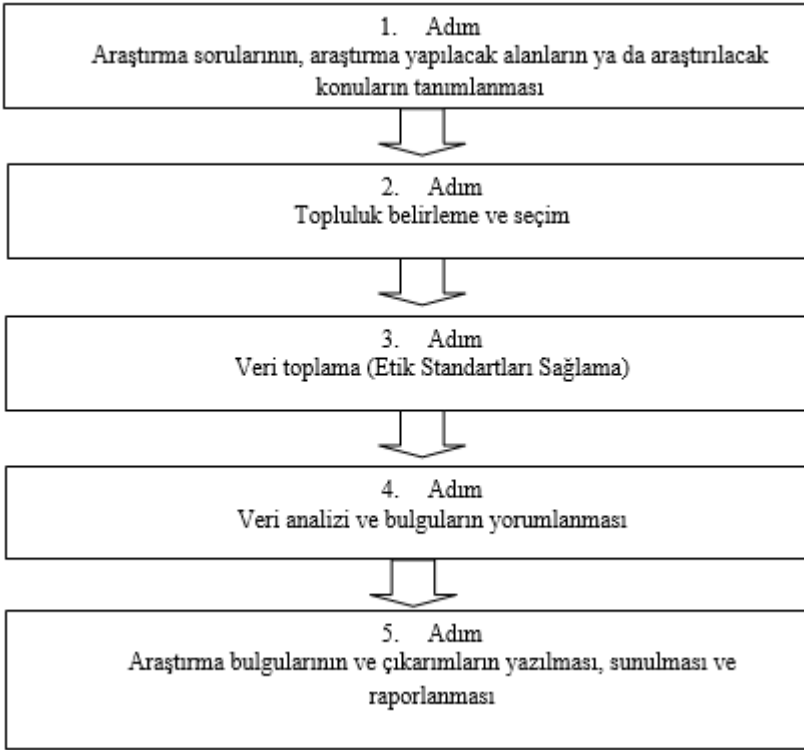 1. Adım
Araştırma sorularının, araştırma yapılacak alanların ya da araştırılacak
konuların tanımlanması
2. Adım
Topluluk belirleme ve seçim
3. Adım
Veri toplama (Etik Standartları Sağlama)
4. Adım
Veri analizi ve bulguların yorumlanması
5. Adım
Araştırma bulgularının ve çıkarımların yazılması, sunulması ve
raporlanması